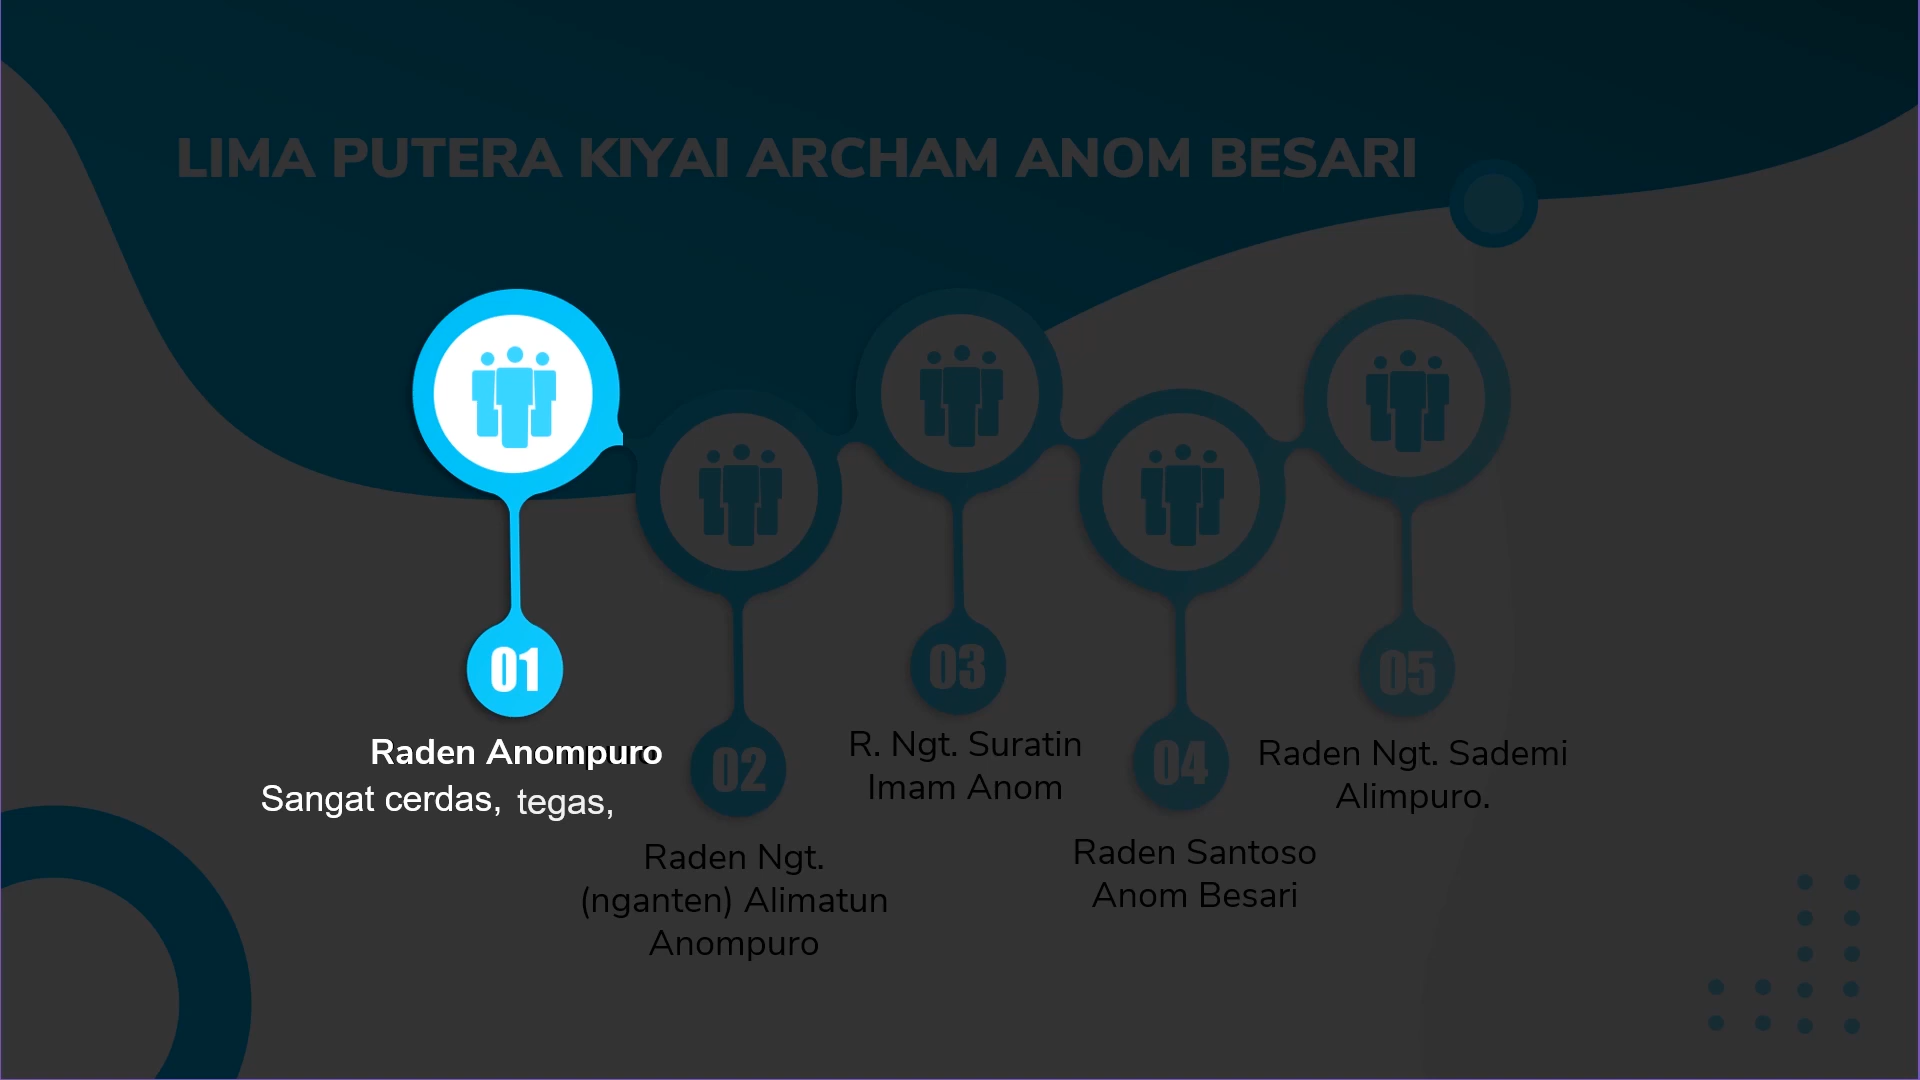 LIMA PUTERA KIYAI ARCHAM ANOM BESARI
01
Raden Anompuro
Sangat cerdas, tegas,
02
Raden Ngt.
(nganten) Alimatun
Anompuro
03
R. Ngt. Suratin
Imam Anom
04
Raden Santoso
Anom Besari
05
Raden Ngt. Sademi
Alimpuro.